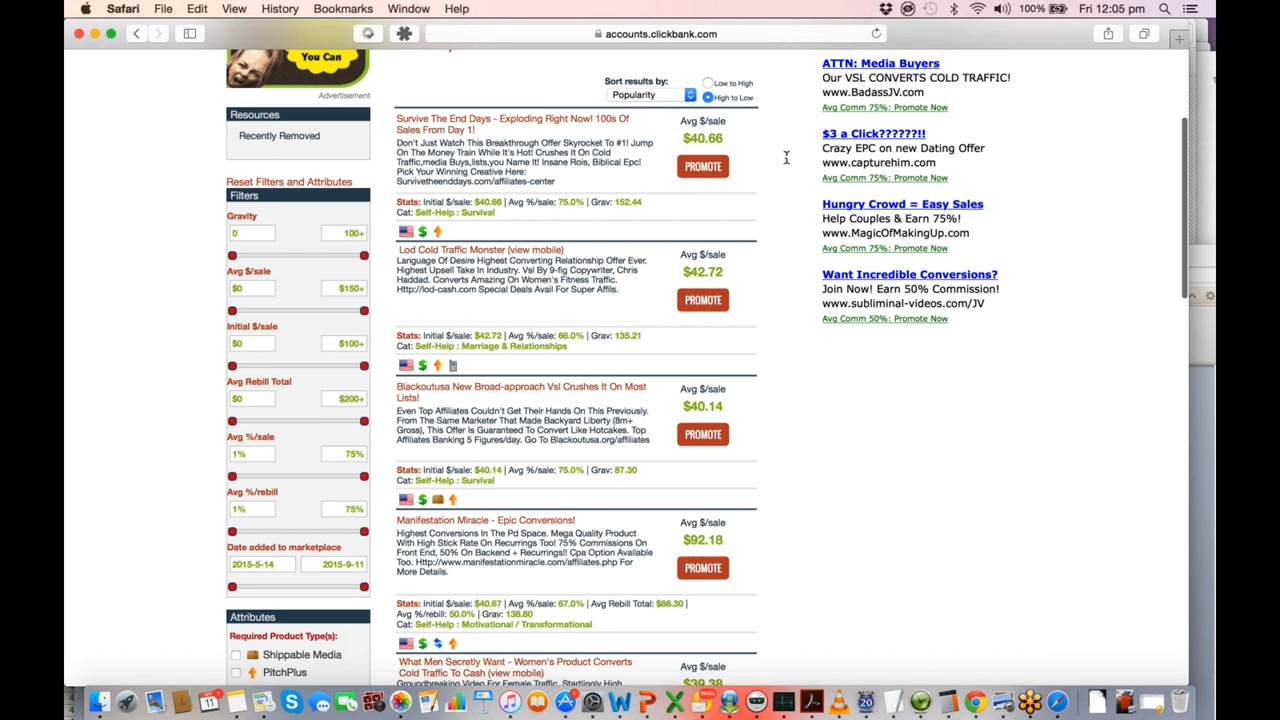 Safari File Edit View History Bookmarks Window Help
100% Fri 12:05 pm
accounts.clickbank.com
You Can
Advertisement
Resources
Recently Removed
Reset Filters and Attributes
Filters
Gravity
0 100+
Avg $/sale
$0 $150+
Initial $/sale
$0 $100+
Avg Rebill Total
$0 $200+
Avg %/sale
1% 75%
Avg %/rebill
1% 75%
Date added to marketplace
2015-5-14 2015-9-11
Attributes
Required Product Type(s):
Shippable Media
PitchPlus
Sort results by:
Popularity
Low to High
High to Low
Survive The End Days - Exploding Right Now! 100s Of
Sales From Day 1!
Don't Just Watch This Breakthrough Offer Skyrocket To #1! Jump
On The Money Train While It's Hot! Crushes It On Cold
Traffic,media Buys,lists,you Name It! Insane Rois, Biblical Epc!
Pick Your Winning Creative Here:
Survivetheenddays.com/affiliates-center
Avg $/sale
$40.66
PROMOTE
Stats: Initial $/sale: $40.66 | Avg %/sale: 75.0% | Grav: 152.44
Cat: Self-Help : Survival
Lod Cold Traffic Monster (view mobile)
Language Of Desire Highest Converting Relationship Offer Ever.
Highest Upsell Take In Industry. Vsl By 9-fig Copywriter, Chris
Haddad. Converts Amazing On Women's Fitness Traffic.
Http://lod-cash.com Special Deals Avail For Super Affils.
Avg $/sale
$42.72
PROMOTE
Stats: Initial $/sale: $42.72 | Avg %/sale: 66.0% | Grav: 135.21
Cat: Self-Help : Marriage & Relationships
Blackoutusa New Broad-approach Vsl Crushes It On Most
Lists!
Even Top Affiliates Couldn't Get Their Hands On This Previously.
From The Same Marketer That Made Backyard Liberty (8m+
Gross), This Offer Is Guaranteed To Convert Like Hotcakes. Top
Affiliates Banking 5 Figures/day. Go To Blackoutusa.org/affiliates
Avg $/sale
$40.14
PROMOTE
Stats: Initial $/sale: $40.14 | Avg %/sale: 75.0% | Grav: 87.30
Cat: Self-Help : Survival
Manifestation Miracle - Epic Conversions!
Highest Conversions In The Pd Space. Mega Quality Product
With High Stick Rate On Recurrings Too! 75% Commissions On
Front End, 50% On Backend + Recurrings!! Cpa Option Available
Too. Http://www.manifestationmiracle.com/affiliates.php For
More Details.
Avg $/sale
$92.18
PROMOTE
Stats: Initial $/sale: $40.67 | Avg %/sale: 67.0% | Avg Rebill Total: $86.30 |
Avg %/rebill: 50.0% | Grav: 138.80
Cat: Self-Help : Motivational / Transformational
What Men Secretly Want - Women's Product Converts
Cold Traffic To Cash (view mobile)
Groundbreaking Video For Female Traffic. Startlingly High
Avg $/sale
$39.38
ATTN: Media Buyers
Our VSL CONVERTS COLD TRAFFIC!
www.BadassJV.com
Avg Comm 75%: Promote Now
$3 a Click??????!!
Crazy EPC on new Dating Offer
www.capturehim.com
Avg Comm 75%: Promote Now
Hungry Crowd = Easy Sales
Help Couples & Earn 75%!
www.MagicOfMakingUp.com
Avg Comm 75%: Promote Now
Want Incredible Conversions?
Join Now! Earn 50% Commission!
www.subliminal-videos.com/JV
Avg Comm 50%: Promote Now